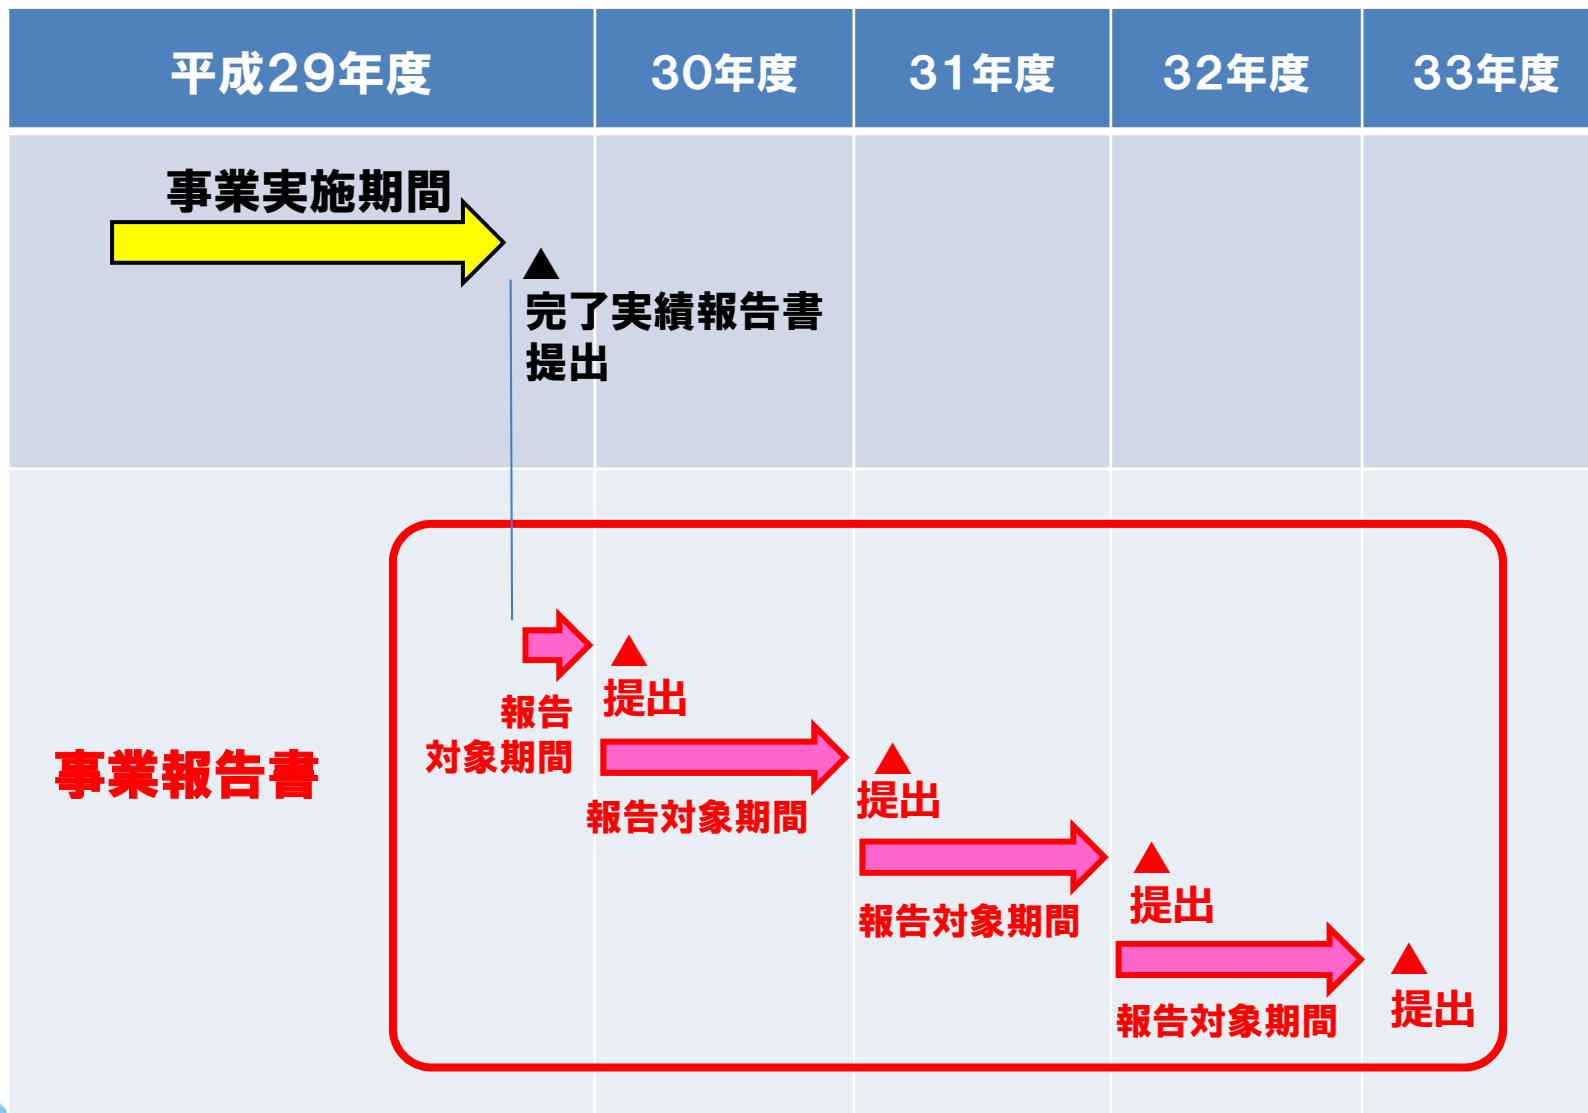 平成29年度
30年度
31年度
32年度
33年度
事業実施期間
▲
完了実績報告書
提出
事業報告書
報告
対象期間
▲
提出
報告対象期間
▲
提出
報告対象期間
▲
提出
報告対象期間
▲
提出